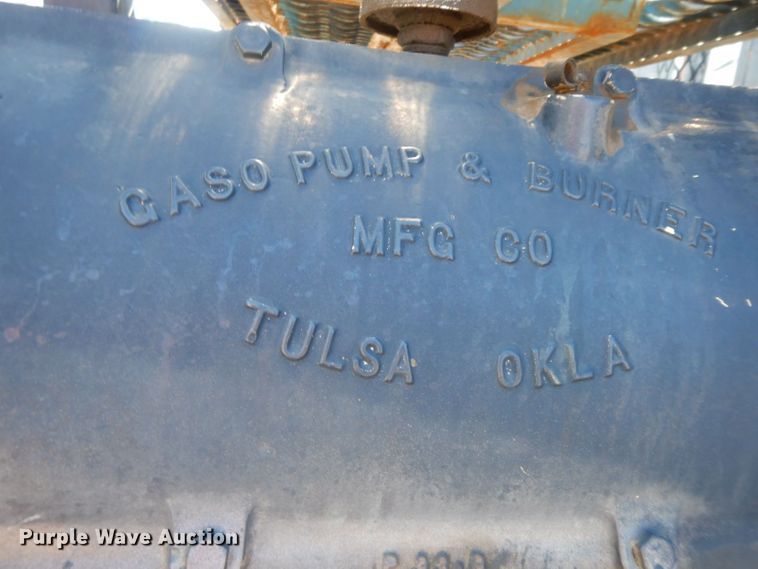 GASO PUMP & BURNER
MFG CO
TULSA OKLA
Purple Wave Auction